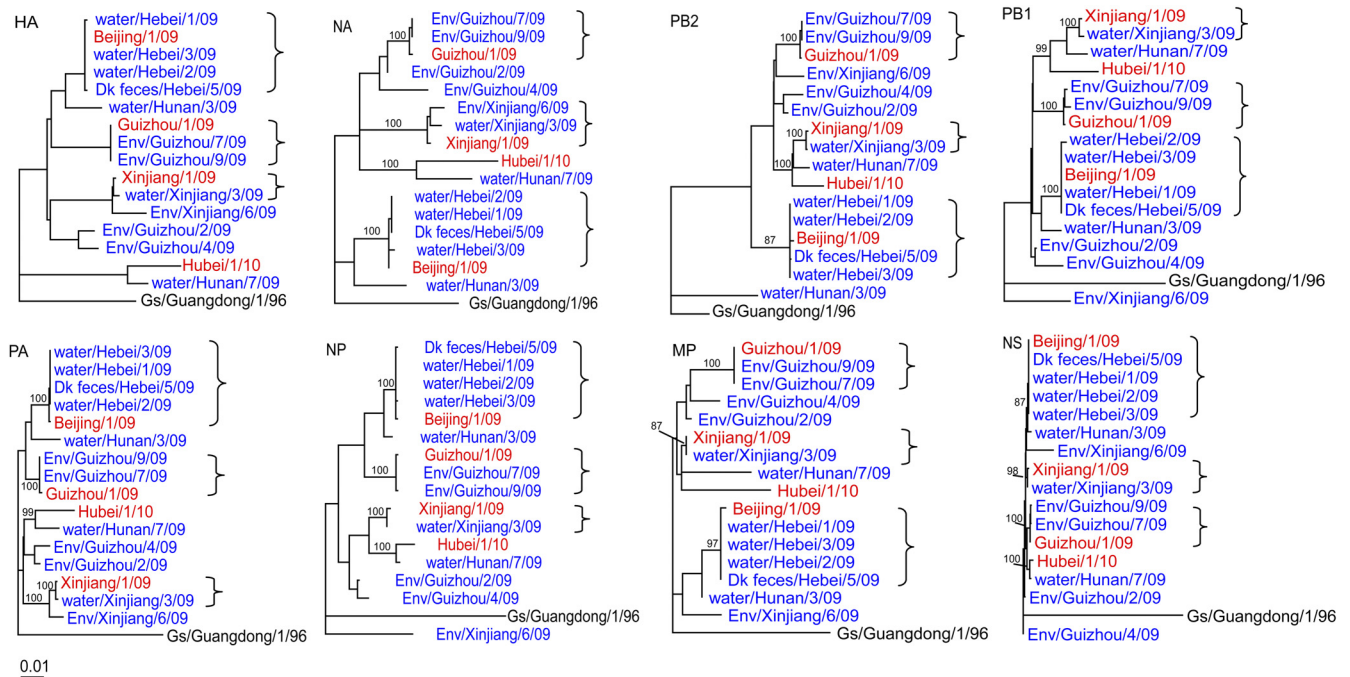 HA
water/Hebei/1/09
Beijing/1/09
water/Hebei/3/09
water/Hebei/2/09
Dk feces/Hebei/5/09
water/Hunan/3/09
Guizhou/1/09
Env/Guizhou/7/09
Env/Guizhou/9/09
Xinjiang/1/09
water/Xinjiang/3/09
Env/Xinjiang/6/09
Env/Guizhou/2/09
Env/Guizhou/4/09
Hubei/1/10
water/Hunan/7/09
Gs/Guangdong/1/96
NA
Env/Guizhou/7/09
100
Env/Guizhou/9/09
Guizhou/1/09
Env/Guizhou/2/09
Env/Guizhou/4/09
Env/Xinjiang/6/09
100
water/Xinjiang/3/09
Xinjiang/1/09
Hubei/1/10
100
water/Hunan/7/09
water/Hebei/2/09
water/Hebei/1/09
100
Dk feces/Hebei/5/09
water/Hebei/3/09
Beijing/1/09
water/Hunan/3/09
Gs/Guangdong/1/96
PB2
Env/Guizhou/7/09
100
Env/Guizhou/9/09
Guizhou/1/09
Env/Xinjiang/6/09
Env/Guizhou/4/09
Env/Guizhou/2/09
Xinjiang/1/09
100
water/Xinjiang/3/09
100
water/Hunan/7/09
Hubei/1/10
water/Hebei/1/09
water/Hebei/2/09
87
Beijing/1/09
Dk feces/Hebei/5/09
water/Hebei/3/09
water/Hunan/3/09
Gs/Guangdong/1/96
PB1
Xinjiang/1/09
100
water/Xinjiang/3/09
99
water/Hunan/7/09
Hubei/1/10
Env/Guizhou/7/09
100
Env/Guizhou/9/09
Guizhou/1/09
water/Hebei/2/09
water/Hebei/3/09
Beijing/1/09
100
water/Hebei/1/09
Dk feces/Hebei/5/09
water/Hunan/3/09
Env/Guizhou/2/09
Env/Guizhou/4/09
Gs/Guangdong/1/96
Env/Xinjiang/6/09
PA
water/Hebei/3/09
water/Hebei/1/09
Dk feces/Hebei/5/09
100
water/Hebei/2/09
Beijing/1/09
water/Hunan/3/09
Env/Guizhou/9/09
Env/Guizhou/7/09
100
Guizhou/1/09
99
Hubei/1/10
water/Hunan/7/09
Env/Guizhou/4/09
Env/Guizhou/2/09
Xinjiang/1/09
100
100
water/Xinjiang/3/09
Env/Xinjiang/6/09
Gs/Guangdong/1/96
0.01
NP
Dk feces/Hebei/5/09
water/Hebei/1/09
100
water/Hebei/2/09
water/Hebei/3/09
Beijing/1/09
water/Hunan/3/09
Guizhou/1/09
100
Env/Guizhou/7/09
Env/Guizhou/9/09
Xinjiang/1/09
100
water/Xinjiang/3/09
Hubei/1/10
100
water/Hunan/7/09
Env/Guizhou/2/09
Env/Guizhou/4/09
Gs/Guangdong/1/96
Env/Xinjiang/6/09
MP
Guizhou/1/09
100
Env/Guizhou/9/09
Env/Guizhou/7/09
Env/Guizhou/4/09
Env/Guizhou/2/09
87
Xinjiang/1/09
water/Xinjiang/3/09
water/Hunan/7/09
Hubei/1/10
Beijing/1/09
water/Hebei/1/09
97
water/Hebei/3/09
water/Hebei/2/09
Dk feces/Hebei/5/09
water/Hunan/3/09
Env/Xinjiang/6/09
Gs/Guangdong/1/96
NS
Beijing/1/09
Dk feces/Hebei/5/09
water/Hebei/1/09
87
water/Hebei/2/09
water/Hebei/3/09
water/Hunan/3/09
Env/Xinjiang/6/09
98
Xinjiang/1/09
water/Xinjiang/3/09
Env/Guizhou/9/09
100
Env/Guizhou/7/09
Guizhou/1/09
100
Hubei/1/10
water/Hunan/7/09
Env/Guizhou/2/09
Gs/Guangdong/1/96
Env/Guizhou/4/09